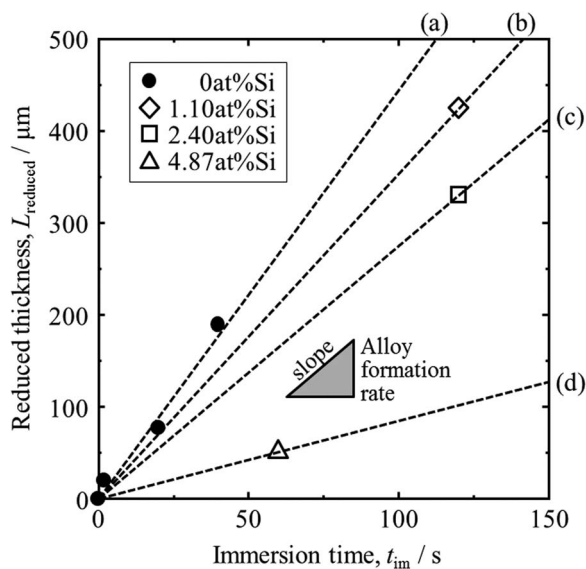 (a)
(b)
(c)
(d)
500
400
300
200
100
0
0at%Si
1.10at%Si
2.40at%Si
4.87at%Si
slope
Alloy
formation
rate
Reduced thickness, Lreduced / μm
0
50
100
150
Immersion time, tim / s